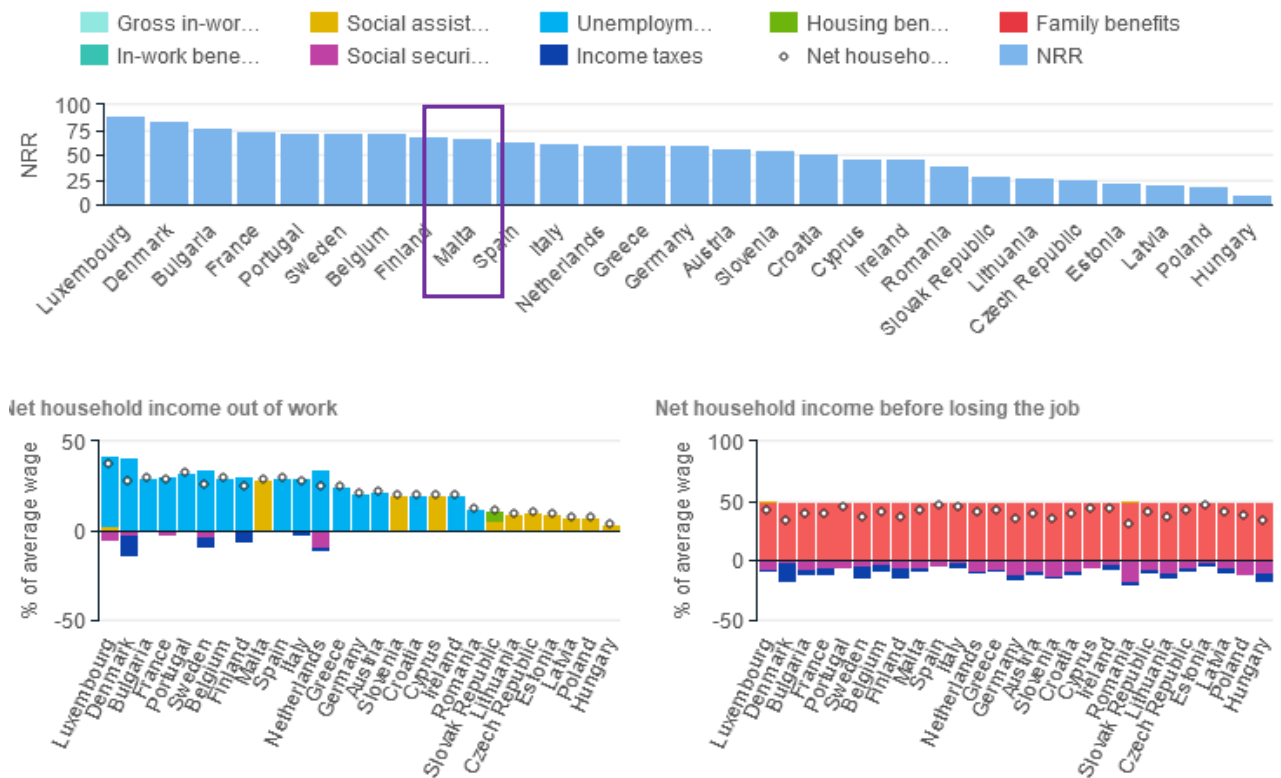 Gross in-wor... Social assist... Unemploym... Housing ben... Family benefits
In-work bene... Social securi... Income taxes Net househo... NRR
100
75
50
25
0
NRR
Luxembourg
Denmark
Bulgaria
France
Portugal
Sweden
Belgium
Finland
Malta
Spain
Italy
Netherlands
Greece
Germany
Austria
Slovenia
Croatia
Cyprus
Ireland
Romania
Slovak Republic
Lithuania
Czech Republic
Estonia
Latvia
Poland
Hungary
Net household income out of work
50
0
-50
% of average wage
Luxembourg
Denmark
Bulgaria
France
Portugal
Sweden
Belgium
Finland
Malta
Spain
Italy
Netherlands
Greece
Germany
Austria
Slovenia
Croatia
Cyprus
Ireland
Romania
Slovak Republic
Lithuania
Czech Republic
Estonia
Latvia
Poland
Hungary
Net household income before losing the job
100
50
0
-50
% of average wage
Luxembourg
Denmark
Bulgaria
France
Portugal
Sweden
Belgium
Finland
Malta
Spain
Italy
Netherlands
Greece
Germany
Austria
Slovenia
Croatia
Cyprus
Ireland
Romania
Slovak Republic
Lithuania
Czech Republic
Estonia
Latvia
Poland
Hungary